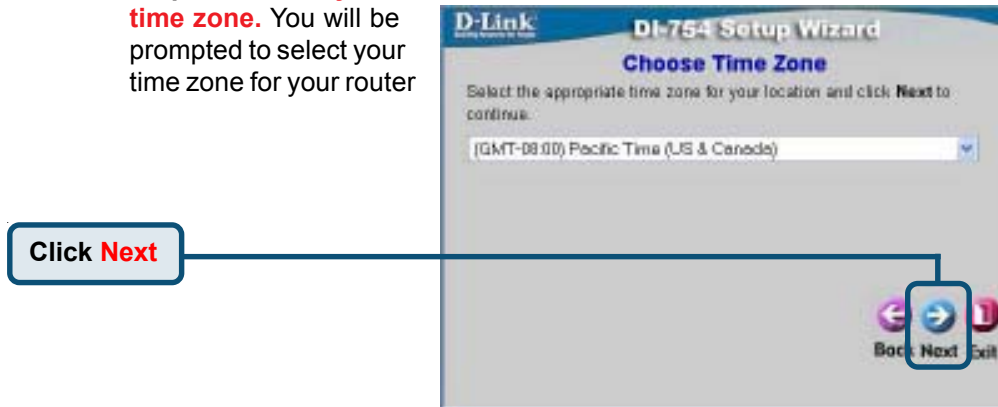 time zone. You will be
prompted to select your
time zone for your router
D-Link
DI-754 Setup Wizard
Choose Time Zone
Select the appropriate time zone for your location and click Next to
continue.
(GMT-08:00) Pacific Time (US & Canada)
Click Next
Back Next Exit